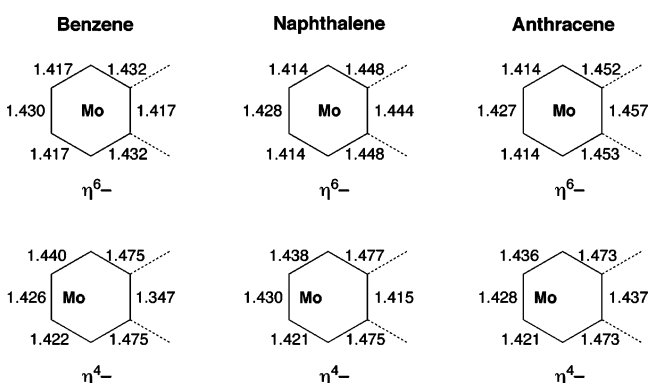 Benzene Naphthalene Anthracene
1.417 1.432 1.414 1.448 1.414 1.452
1.430 Mo 1.417 1.428 Mo 1.444 1.427 Mo 1.457
1.417 1.432 1.414 1.448 1.414 1.453
η⁶– η⁶– η⁶–
1.440 1.475 1.438 1.477 1.436 1.473
1.426 Mo 1.347 1.430 Mo 1.415 1.428 Mo 1.437
1.422 1.475 1.421 1.475 1.421 1.473
η⁴– η⁴– η⁴–